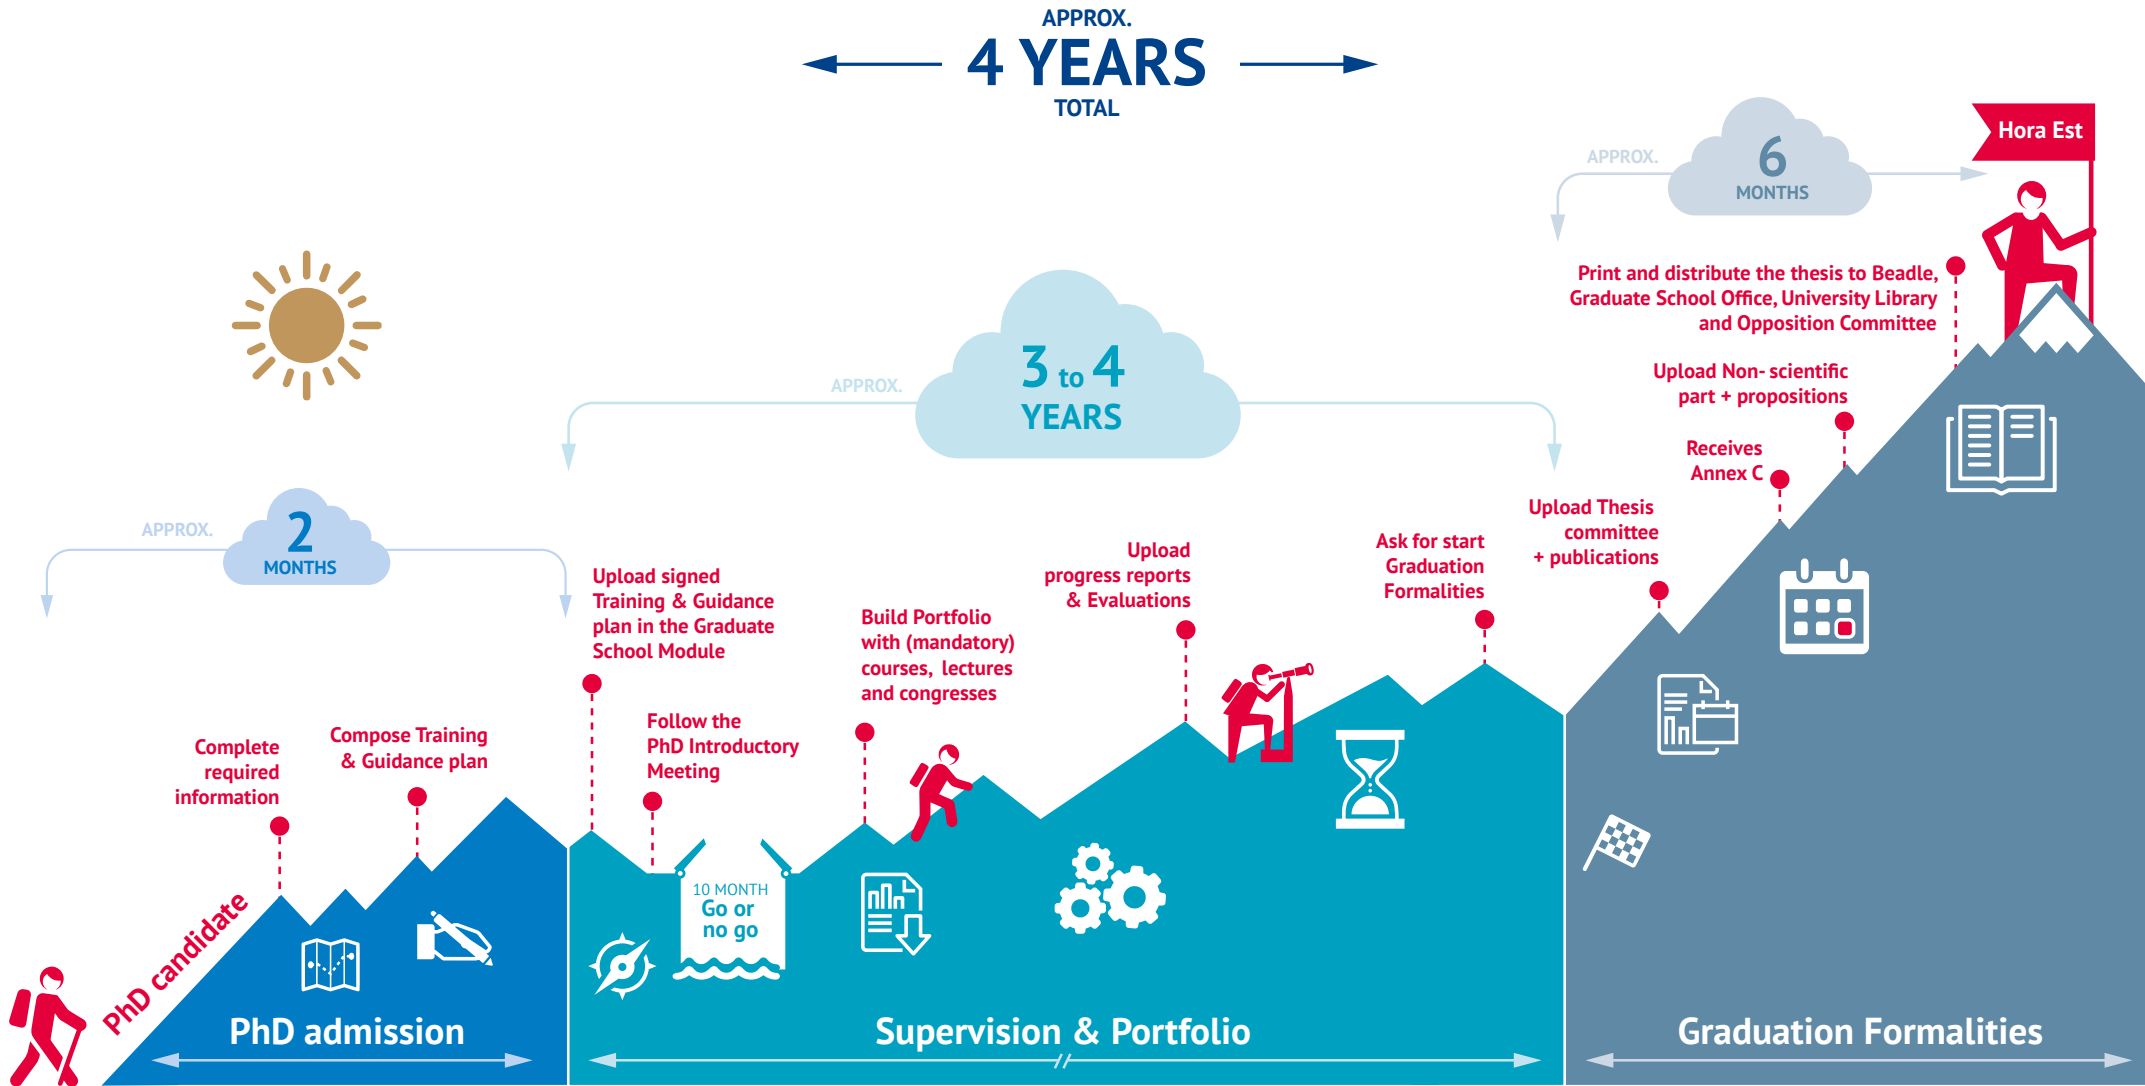 APPROX.
4 YEARS
TOTAL
APPROX.
6
MONTHS
Hora Est
APPROX.
3 to 4
YEARS
APPROX.
2
MONTHS
PhD candidate
Complete
required
information
Compose Training
& Guidance plan
Upload signed
Training & Guidance
plan in the Graduate
School Module
Follow the
PhD Introductory
Meeting
10 MONTH
Go or
no go
Build Portfolio
with (mandatory)
courses, lectures
and congresses
Upload
progress reports
& Evaluations
Ask for start
Graduation
Formalities
Upload Thesis
committee
+ publications
Receives
Annex C
Upload Non- scientific
part + propositions
Print and distribute the thesis to Beadle,
Graduate School Office, University Library
and Opposition Committee
PhD admission
Supervision & Portfolio
Graduation Formalities